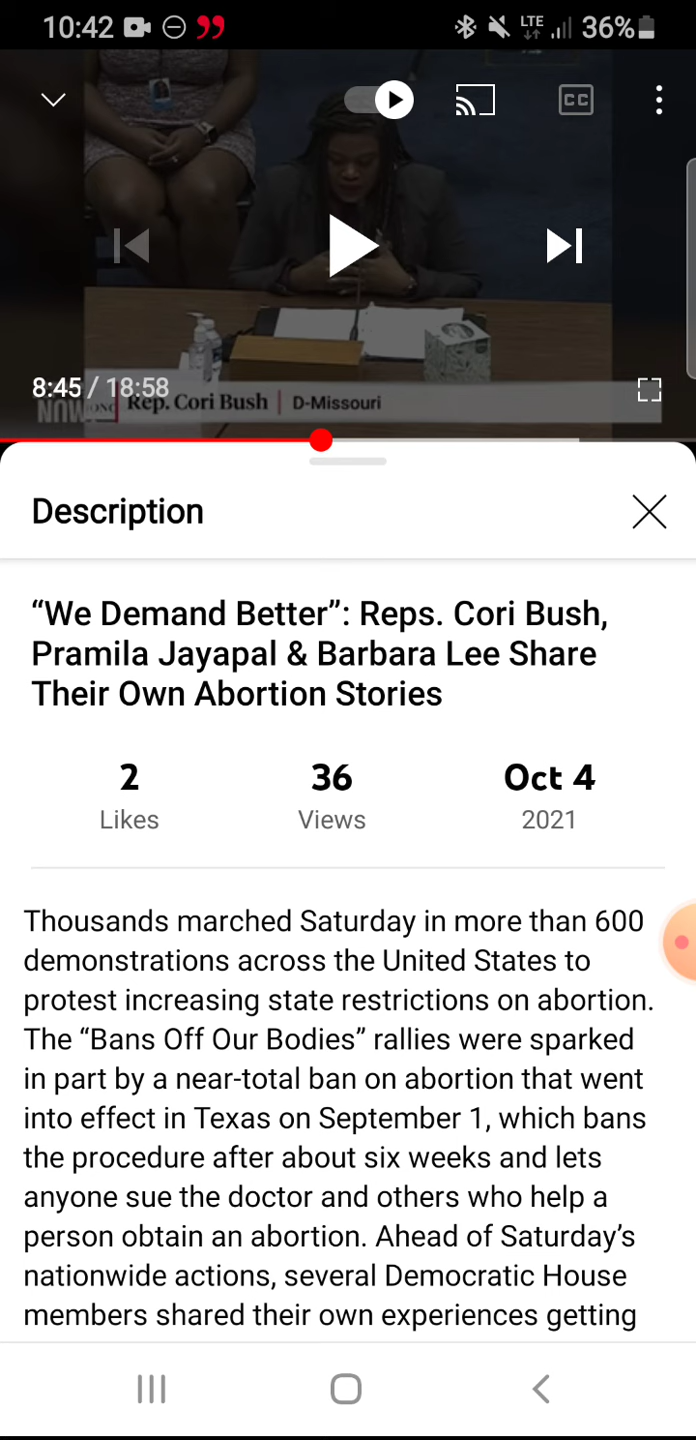 10:42
LTE
36%
CC
8:45 / 18:58
NOW
Rep. Cori Bush | D-Missouri
Description
“We Demand Better”: Reps. Cori Bush,
Pramila Jayapal & Barbara Lee Share
Their Own Abortion Stories
2
Likes
36
Views
Oct 4
2021
Thousands marched Saturday in more than 600
demonstrations across the United States to
protest increasing state restrictions on abortion.
The “Bans Off Our Bodies” rallies were sparked
in part by a near-total ban on abortion that went
into effect in Texas on September 1, which bans
the procedure after about six weeks and lets
anyone sue the doctor and others who help a
person obtain an abortion. Ahead of Saturday’s
nationwide actions, several Democratic House
members shared their own experiences getting